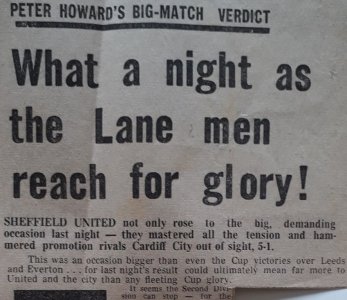 PETER HOWARD'S BIG-MATCH VERDICT
What a night as
the Lane men
reach for glory!
SHEFFIELD UNITED not only rose to the big, demanding
occasion last night — they mastered all the tension and ham-
mered promotion rivals Cardiff City out of sight, 5-1.
This was an occasion bigger than even the Cup victories over Leeds
and Everton . . . for last night's result could ultimately mean far more to
United and the city than any fleeting Cup glory.
It seems the Second Divi-
sion can stop — for the